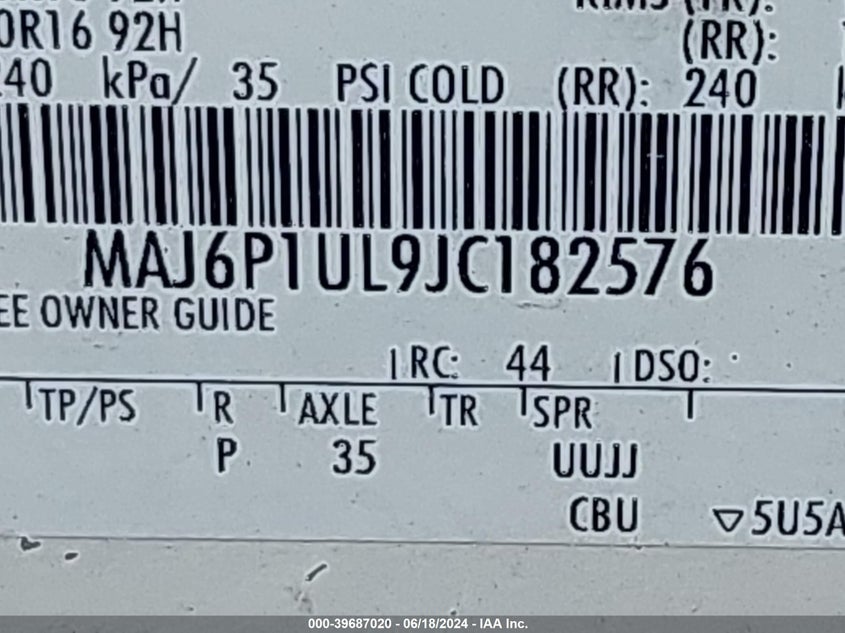 0R16 92H
(RR):
240 kPa/ 35 PSI COLD (RR): 240
MAJ6P1UL9JC182576
EE OWNER GUIDE
RC: 44 DSO:
TP/PS R AXLE TR SPR
P 35 UUJJ
CBU ▽5U5A
000-39687020 - 06/18/2024 - IAA Inc.